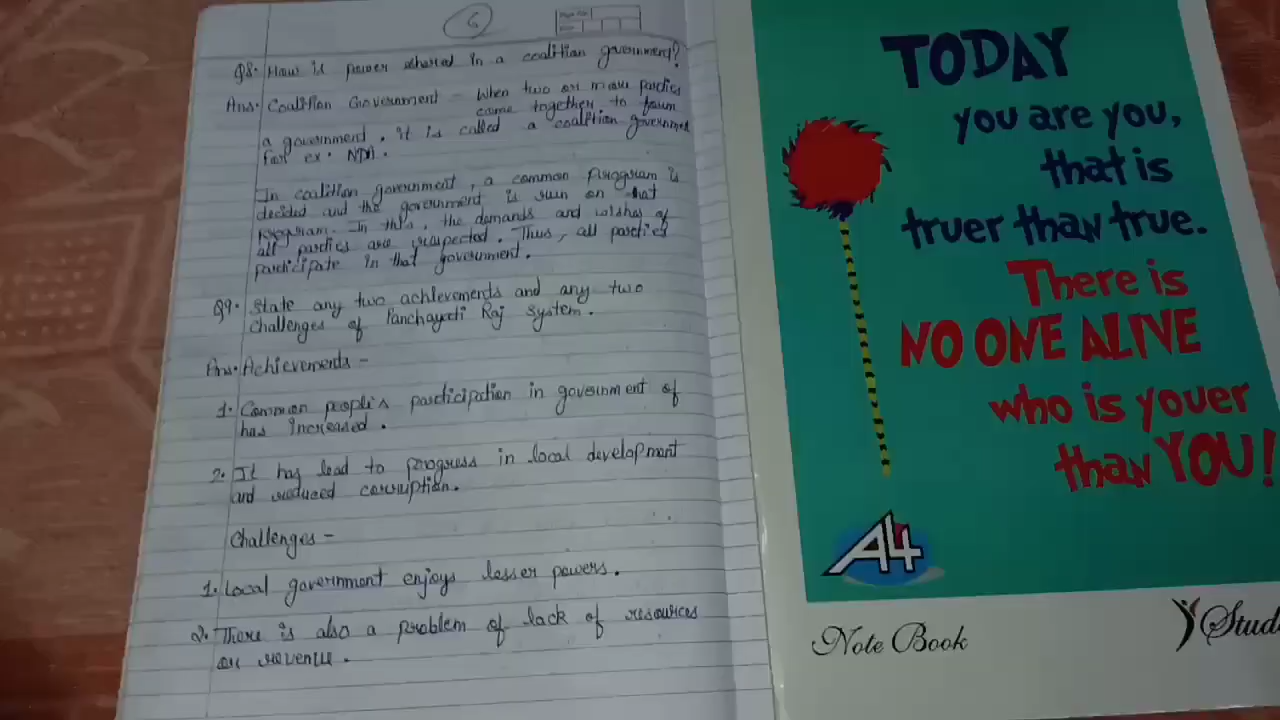 6
Q8. How is power shared in a coalition government?
Ans. Coalition Government - When two or more parties
come together to form
a government, it is called a coalition government
for ex. NDA.
In coalition government, a common program is
decided and the government is run on that
program. In this, the demands and wishes of
all parties are respected. Thus, all parties
participate in that government.
Q9. State any two achievements and any two
challenges of Panchayati Raj System.
Ans. Achievements -
1. Common people's participation in government of
has increased.
2. It has lead to progress in local development
and reduced corruption.
Challenges -
1. Local government enjoys lesser powers.
2. There is also a problem of lack of resources
or revenue.
TODAY
you are you,
that is
truer than true.
There is
NO ONE ALIVE
who is youer
than YOU!
A4
Note Book